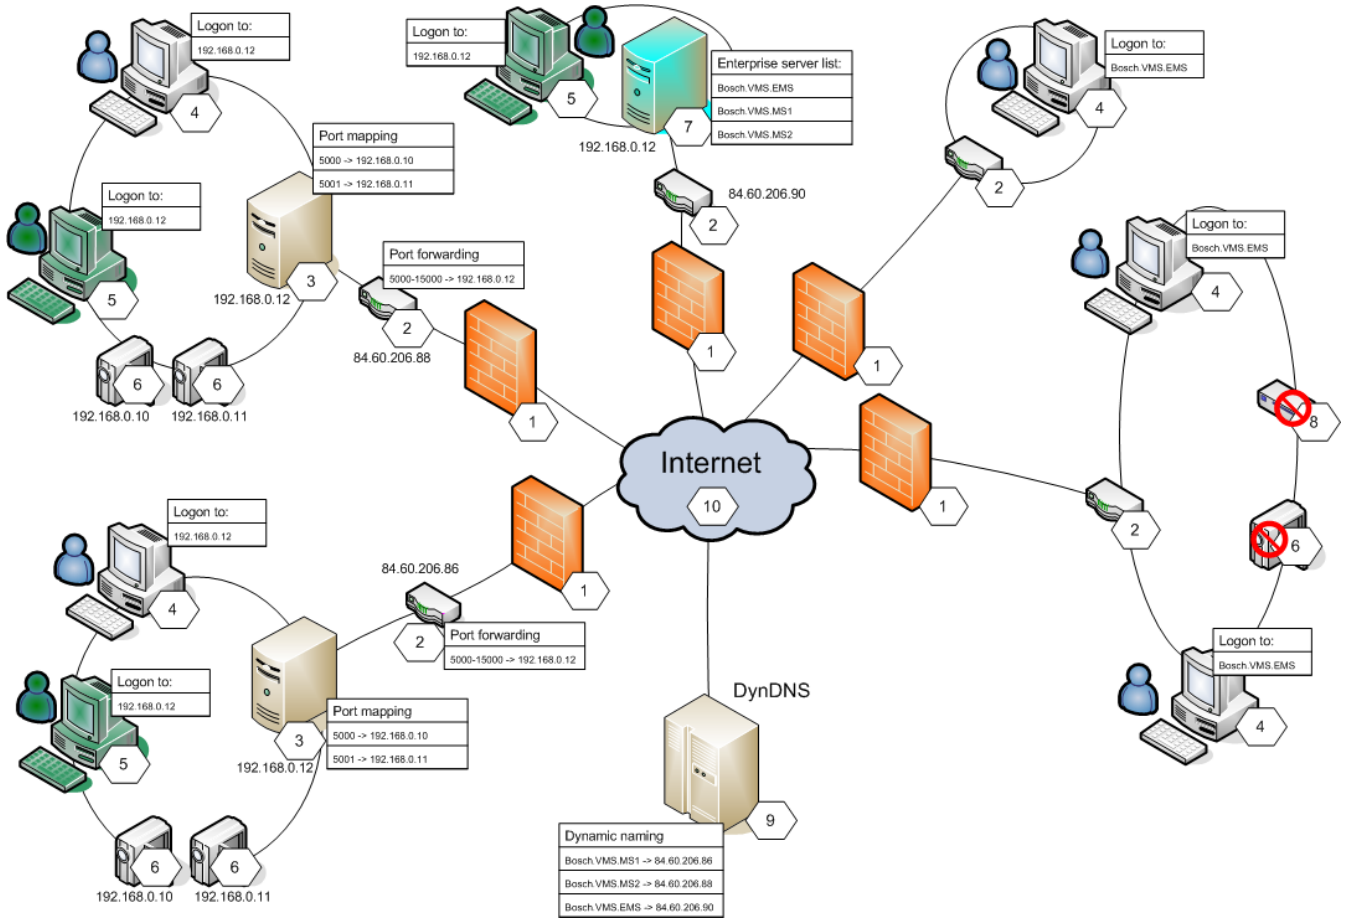 Logon to:
192.168.0.12
4
Logon to:
192.168.0.12
5
Port mapping
5000 -> 192.168.0.10
5001 -> 192.168.0.11
3
192.168.0.12
Port forwarding
5000-15000 -> 192.168.0.12
2
84.60.206.88
1
6
192.168.0.10
6
192.168.0.11
Logon to:
192.168.0.12
5
7
192.168.0.12
Enterprise server list:
Bosch.VMS.EMS
Bosch.VMS.MS1
Bosch.VMS.MS2
84.60.206.90
2
1
Logon to:
Bosch.VMS.EMS
4
2
1
Logon to:
Bosch.VMS.EMS
4
8
6
2
1
Logon to:
Bosch.VMS.EMS
4
Internet
10
Logon to:
192.168.0.12
4
Logon to:
192.168.0.12
5
84.60.206.86
2
Port forwarding
5000-15000 -> 192.168.0.12
1
3
192.168.0.12
Port mapping
5000 -> 192.168.0.10
5001 -> 192.168.0.11
6
192.168.0.10
6
192.168.0.11
DynDNS
9
Dynamic naming
Bosch.VMS.MS1 -> 84.60.206.86
Bosch.VMS.MS2 -> 84.60.206.88
Bosch.VMS.EMS -> 84.60.206.90